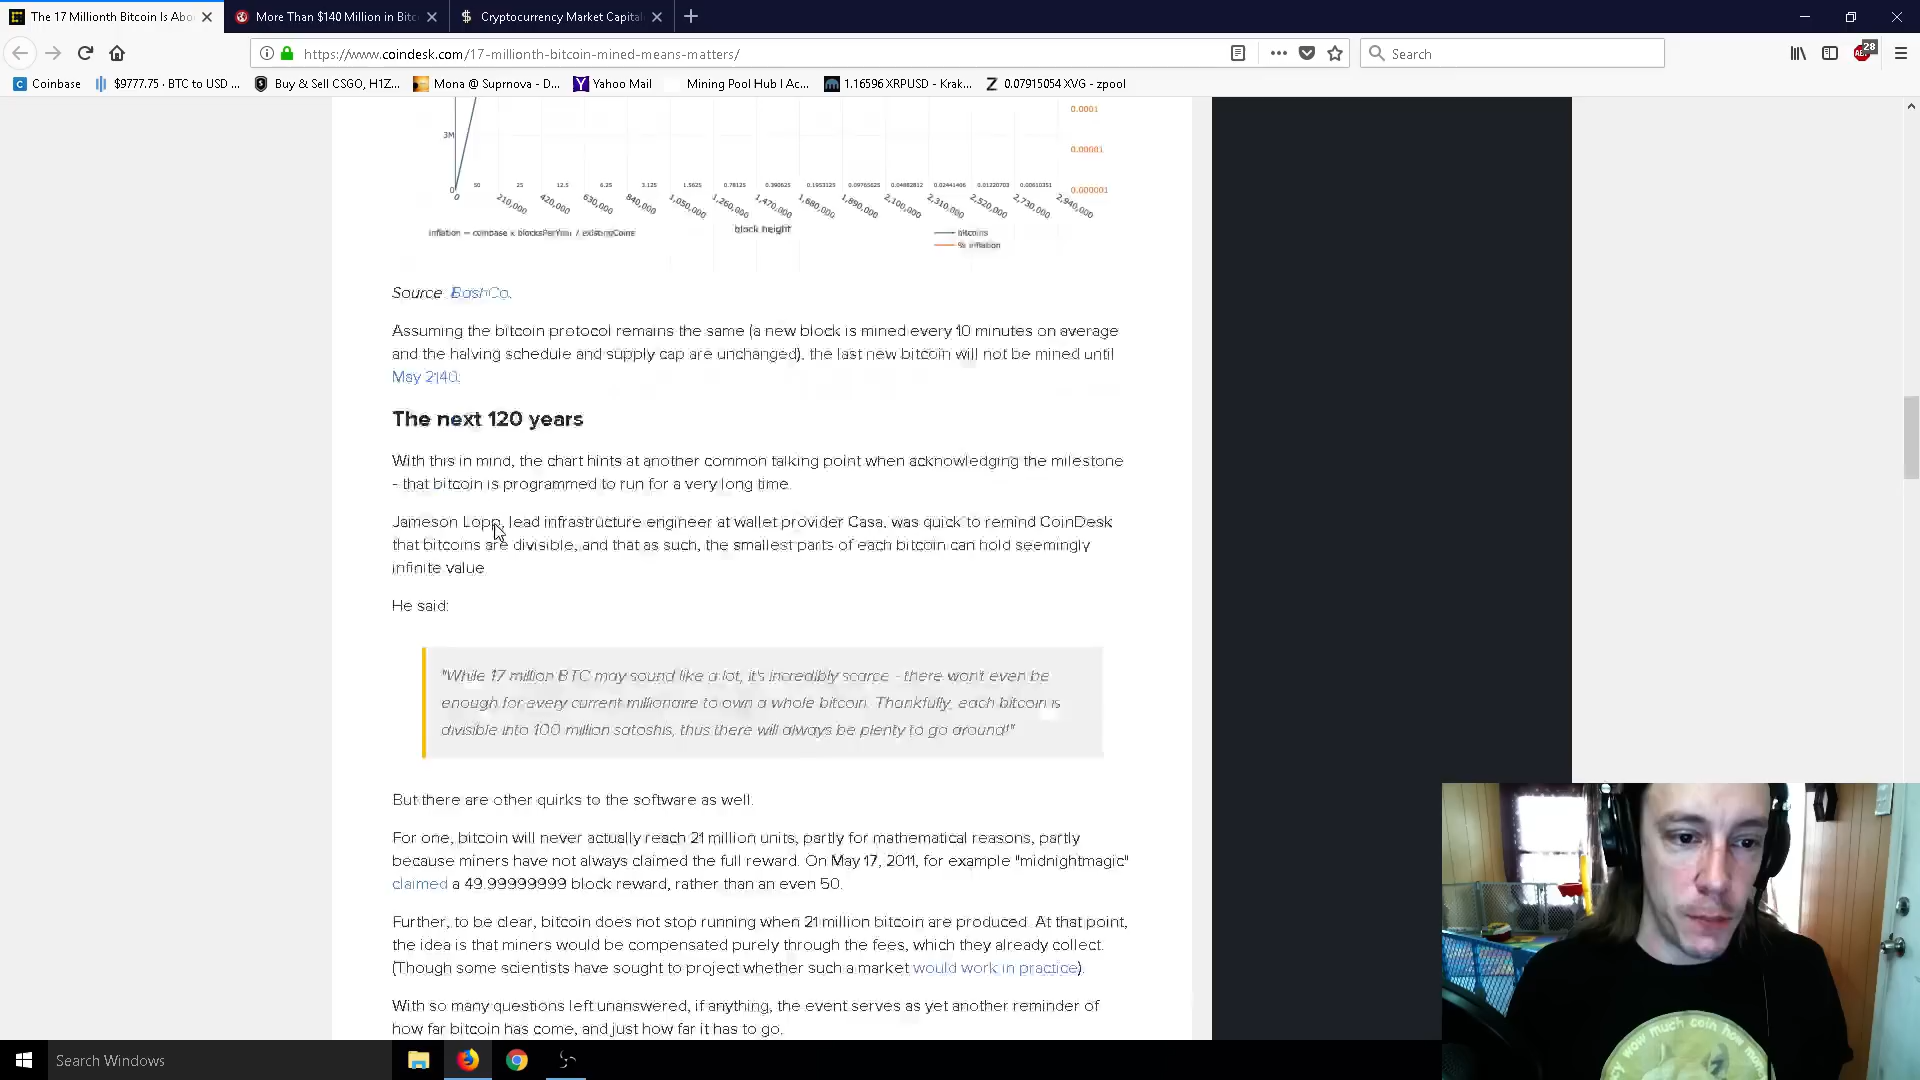 The 17 Millionth Bitcoin Is Abo
More Than $140 Million in Bitc
Cryptocurrency Market Capital
https://www.coindesk.com/17-millionth-bitcoin-mined-means-matters/
Search
28
Coinbase
$9777.75 · BTC to USD ...
Buy & Sell CSGO, H1Z...
Mona @ Suprnova - D...
Yahoo Mail
Mining Pool Hub | Ac...
1.16596 XRPUSD - Krak...
0.07915054 XVG - zpool
0.0001
3M
0.00001
0
50 25 12.5 6.25 3.125 1.5625 0.78125 0.390625 0.1953125 0.09765625 0.04882812 0.02441406 0.01220703 0.00610351
0.000001
0 210,000 420,000 630,000 840,000 1,050,000 1,260,000 1,470,000 1,680,000 1,890,000 2,100,000 2,310,000 2,520,000 2,730,000 2,940,000
inflation = coinbase x blocksPerYear / existingCoins
block height
bitcoins
% inflation
Source: BashCo.
Assuming the bitcoin protocol remains the same (a new block is mined every 10 minutes on average
and the halving schedule and supply cap are unchanged), the last new bitcoin will not be mined until
May 2140.
The next 120 years
With this in mind, the chart hints at another common talking point when acknowledging the milestone
- that bitcoin is programmed to run for a very long time.
Jameson Lopp, lead infrastructure engineer at wallet provider Casa, was quick to remind CoinDesk
that bitcoins are divisible, and that as such, the smallest parts of each bitcoin can hold seemingly
infinite value.
He said:
"While 17 million BTC may sound like a lot, it's incredibly scarce - there won't even be
enough for every current millionaire to own a whole bitcoin. Thankfully, each bitcoin is
divisible into 100 million satoshis, thus there will always be plenty to go around!"
But there are other quirks to the software as well.
For one, bitcoin will never actually reach 21 million units, partly for mathematical reasons, partly
because miners have not always claimed the full reward. On May 17, 2011, for example "midnightmagic"
claimed a 49.99999999 block reward, rather than an even 50.
Further, to be clear, bitcoin does not stop running when 21 million bitcoin are produced. At that point,
the idea is that miners would be compensated purely through the fees, which they already collect.
(Though some scientists have sought to project whether such a market would work in practice).
With so many questions left unanswered, if anything, the event serves as yet another reminder of
how far bitcoin has come, and just how far it has to go.
wow much coin how
Search Windows